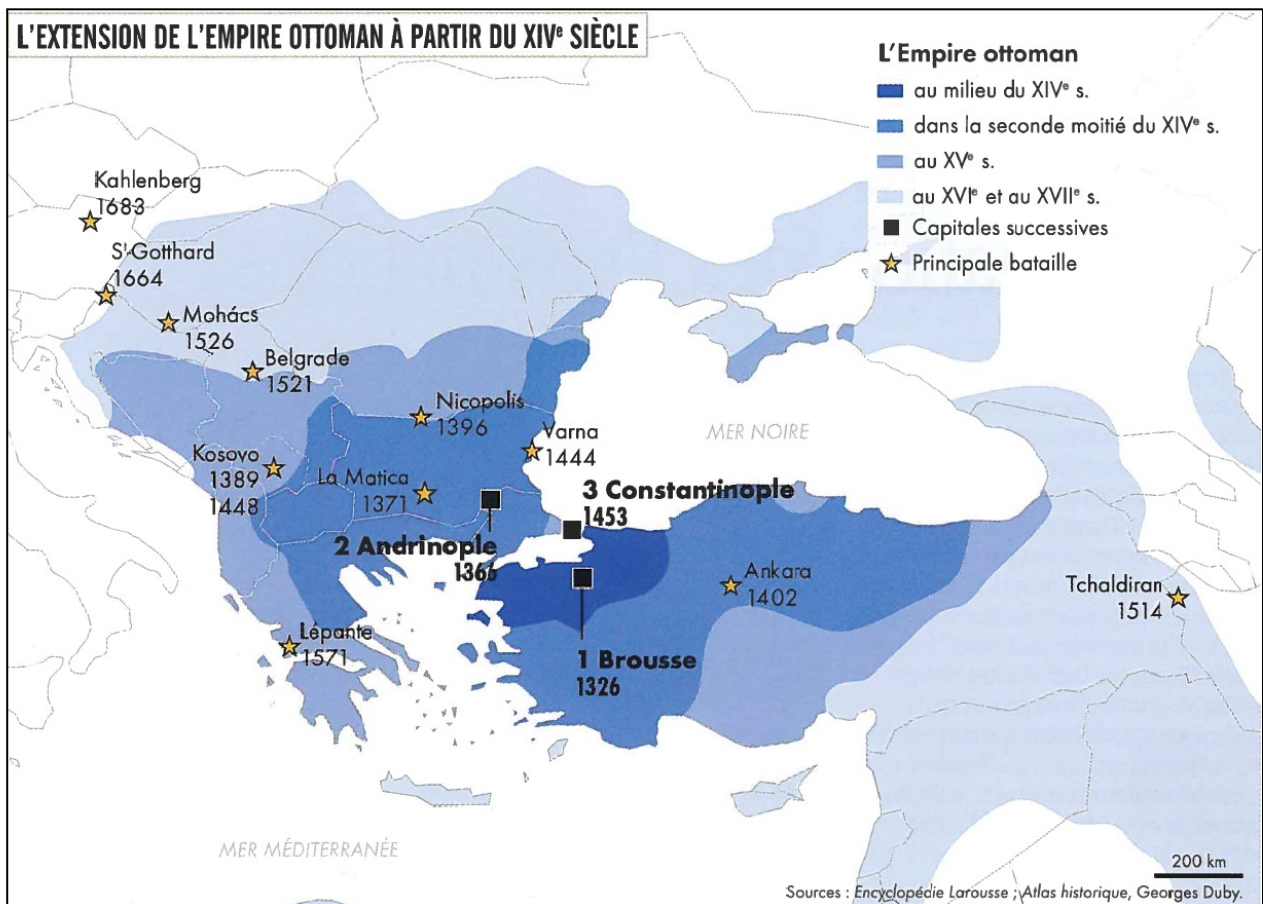 L'EXTENSION DE L'EMPIRE OTTOMAN À PARTIR DU XIVe SIÈCLE
L'Empire ottoman
au milieu du XIVe s.
dans la seconde moitié du XIVe s.
au XVe s.
au XVIe et au XVIIe s.
Capitales successives
Principale bataille
Kahlenberg
1683
St-Gotthard
1664
Mohács
1526
Belgrade
1521
Nicopolis
1396
Varna
1444
MER NOIRE
Kosovo
1389
1448
La Matica
1371
3 Constantinople
1453
2 Andrinople
1365
Ankara
1402
Tchaldiran
1514
Lépante
1571
1 Brousse
1326
MER MÉDITERRANÉE
200 km
Sources : Encyclopédie Larousse ; Atlas historique, Georges Duby.